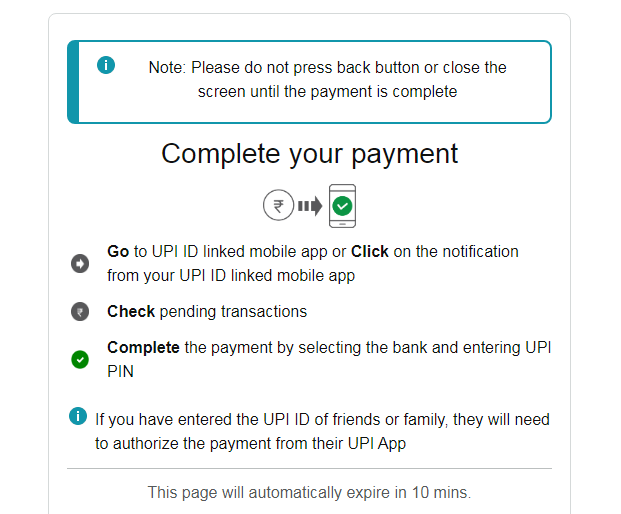 Note: Please do not press back button or close the
screen until the payment is complete
Complete your payment
₹
Go to UPI ID linked mobile app or Click on the notification
from your UPI ID linked mobile app
₹ Check pending transactions
Complete the payment by selecting the bank and entering UPI
PIN
If you have entered the UPI ID of friends or family, they will need
to authorize the payment from their UPI App
This page will automatically expire in 10 mins.